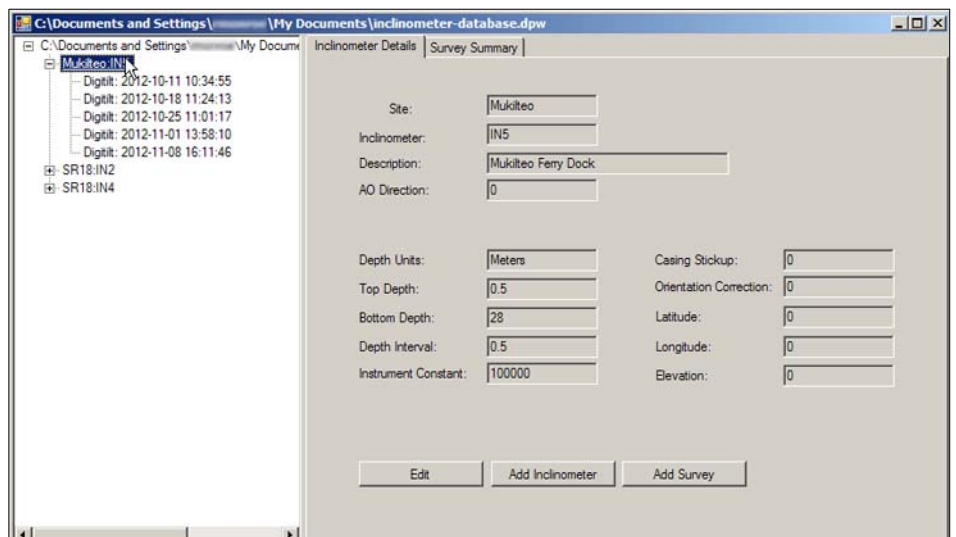 C:\Documents and Settings\ \My Documents\inclinometer-database.dpw
C:\Documents and Settings\ \My Docume
Mukilteo:IN5
Digitilt: 2012-10-11 10:34:55
Digitilt: 2012-10-18 11:24:13
Digitilt: 2012-10-25 11:01:17
Digitilt: 2012-11-01 13:58:10
Digitilt: 2012-11-08 16:11:46
SR18:IN2
SR18:IN4
Inclinometer Details
Survey Summary
Site: Mukilteo
Inclinometer: IN5
Description: Mukilteo Ferry Dock
AO Direction: 0
Depth Units: Meters
Top Depth: 0.5
Bottom Depth: 28
Depth Interval: 0.5
Instrument Constant: 100000
Casing Stickup: 0
Orientation Correction: 0
Latitude: 0
Longitude: 0
Elevation: 0
Edit
Add Inclinometer
Add Survey